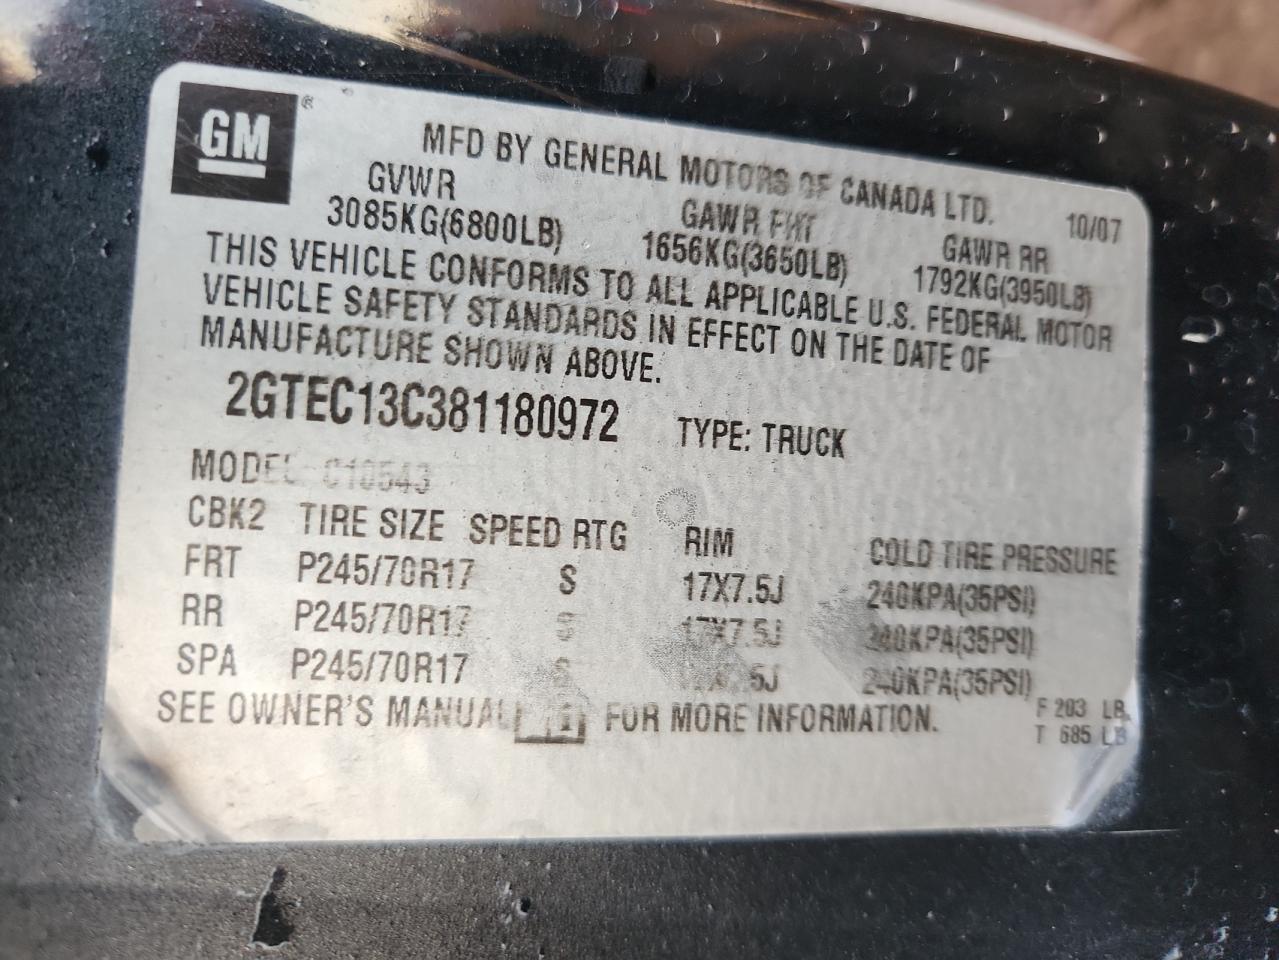 GM ®
MFD BY GENERAL MOTORS OF CANADA LTD. 10/07
GVWR GAWR FRT GAWR RR
3085KG(6800LB) 1656KG(3650LB) 1792KG(3950LB)
THIS VEHICLE CONFORMS TO ALL APPLICABLE U.S. FEDERAL MOTOR
VEHICLE SAFETY STANDARDS IN EFFECT ON THE DATE OF
MANUFACTURE SHOWN ABOVE.
2GTEC13C381180972 TYPE: TRUCK
MODEL C10543
CBK2 TIRE SIZE SPEED RTG RIM COLD TIRE PRESSURE
FRT P245/70R17 S 17X7.5J 240KPA(35PSI)
RR P245/70R17 S 17X7.5J 240KPA(35PSI)
SPA P245/70R17 S 240KPA(35PSI)
SEE OWNER'S MANUAL FOR MORE INFORMATION.
F 203 LB
T 685 LB